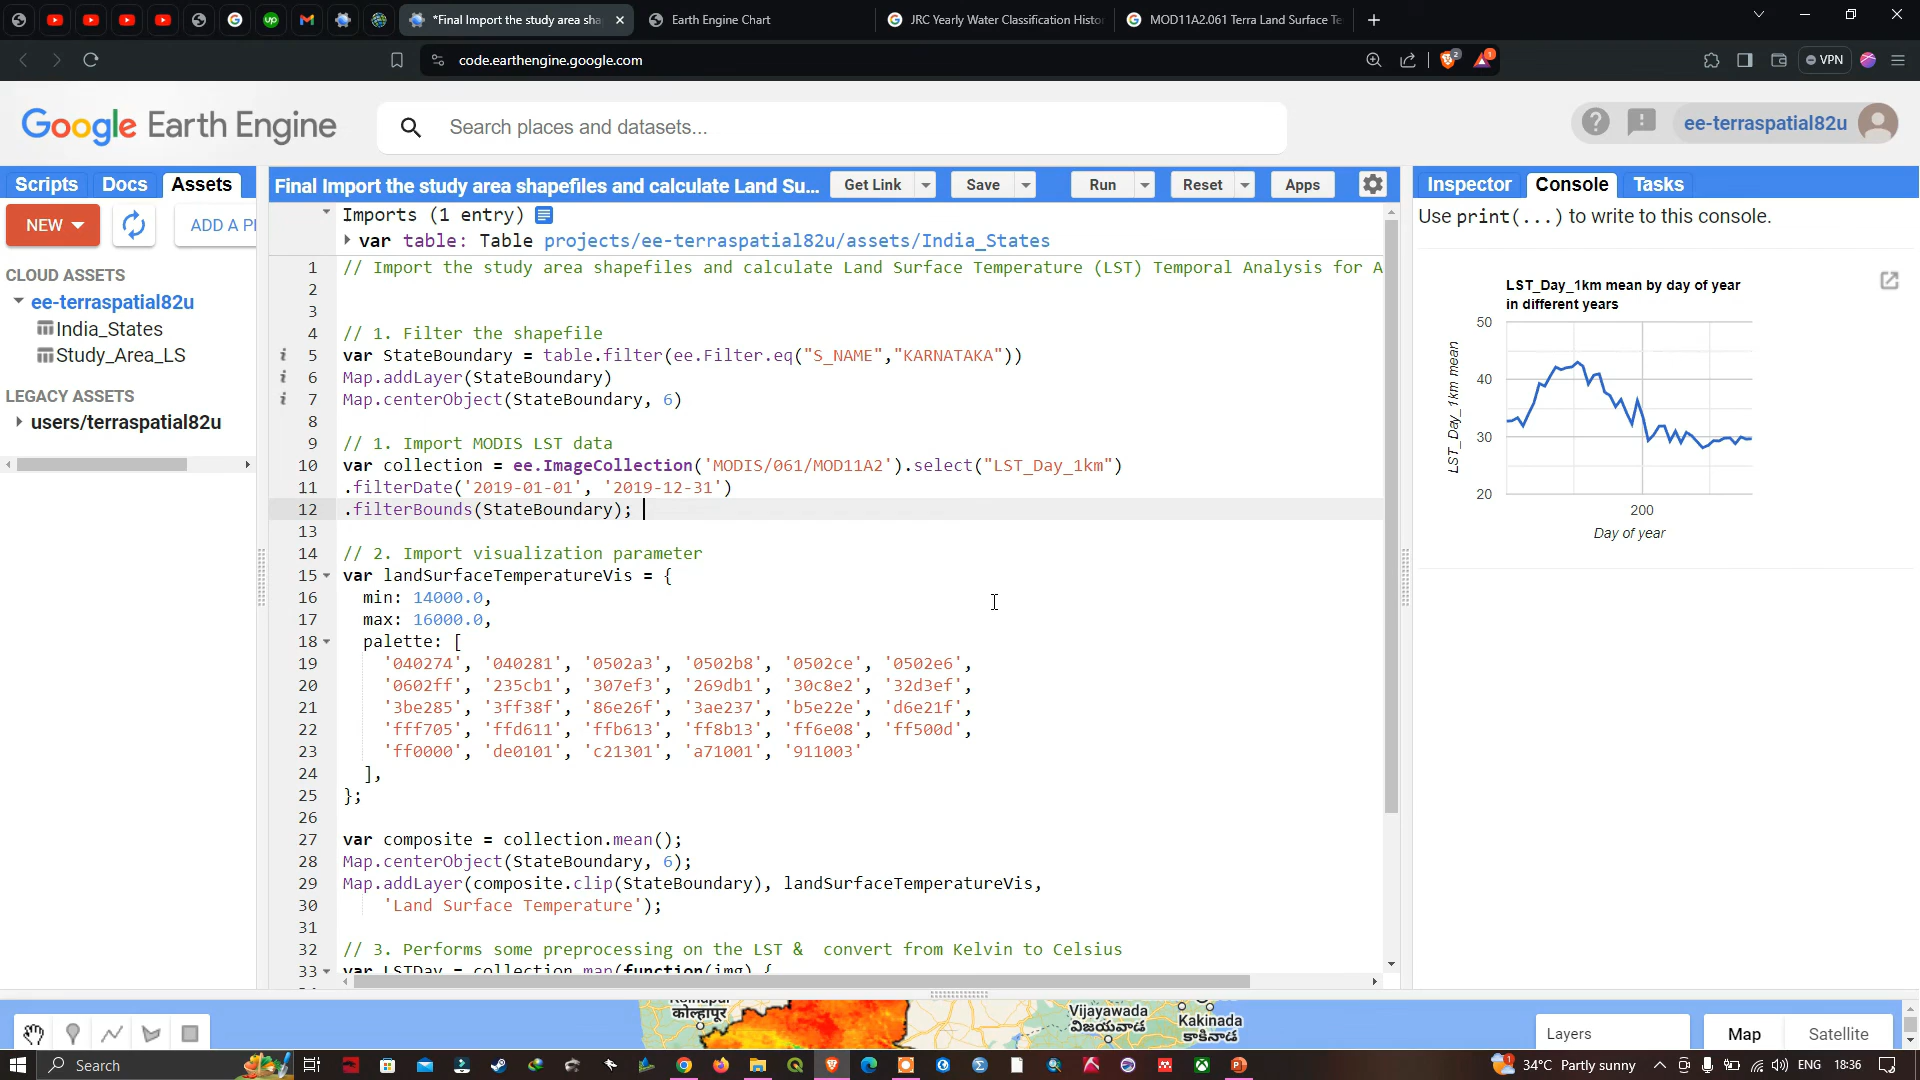 *Final Import the study area sha
Earth Engine Chart
JRC Yearly Water Classification Histo
MOD11A2.061 Terra Land Surface Te
code.earthengine.google.com
2
1
VPN
Google Earth Engine
Search places and datasets...
ee-terraspatial82u
Scripts
Docs
Assets
NEW
ADD A P
CLOUD ASSETS
ee-terraspatial82u
India_States
Study_Area_LS
LEGACY ASSETS
users/terraspatial82u
Final Import the study area shapefiles and calculate Land Su...
Get Link
Save
Run
Reset
Apps
Imports (1 entry)
var table: Table projects/ee-terraspatial82u/assets/India_States
1 // Import the study area shapefiles and calculate Land Surface Temperature (LST) Temporal Analysis for A
2
3
4 // 1. Filter the shapefile
i 5 var StateBoundary = table.filter(ee.Filter.eq("S_NAME","KARNATAKA"))
i 6 Map.addLayer(StateBoundary)
i 7 Map.centerObject(StateBoundary, 6)
8
9 // 1. Import MODIS LST data
10 var collection = ee.ImageCollection('MODIS/061/MOD11A2').select("LST_Day_1km")
11 .filterDate('2019-01-01', '2019-12-31')
12 .filterBounds(StateBoundary);
13
14 // 2. Import visualization parameter
15 var landSurfaceTemperatureVis = {
16 min: 14000.0,
17 max: 16000.0,
18 palette: [
19 '040274', '040281', '0502a3', '0502b8', '0502ce', '0502e6',
20 '0602ff', '235cb1', '307ef3', '269db1', '30c8e2', '32d3ef',
21 '3be285', '3ff38f', '86e26f', '3ae237', 'b5e22e', 'd6e21f',
22 'fff705', 'ffd611', 'ffb613', 'ff8b13', 'ff6e08', 'ff500d',
23 'ff0000', 'de0101', 'c21301', 'a71001', '911003'
24 ],
25 };
26
27 var composite = collection.mean();
28 Map.centerObject(StateBoundary, 6);
29 Map.addLayer(composite.clip(StateBoundary), landSurfaceTemperatureVis,
30 'Land Surface Temperature');
31
32 // 3. Performs some preprocessing on the LST & convert from Kelvin to Celsius
33 var LSTDay = collection.map(function(img) {
Inspector
Console
Tasks
Use print(...) to write to this console.
LST_Day_1km mean by day of year
in different years
LST_Day_1km mean
50
40
30
20
200
Day of year
कोल्हापूर
Vijayawada
విజయవాడ
Kakinada
కాకినాడ
Layers
Map
Satellite
Search
34°C Partly sunny
ENG
18:36